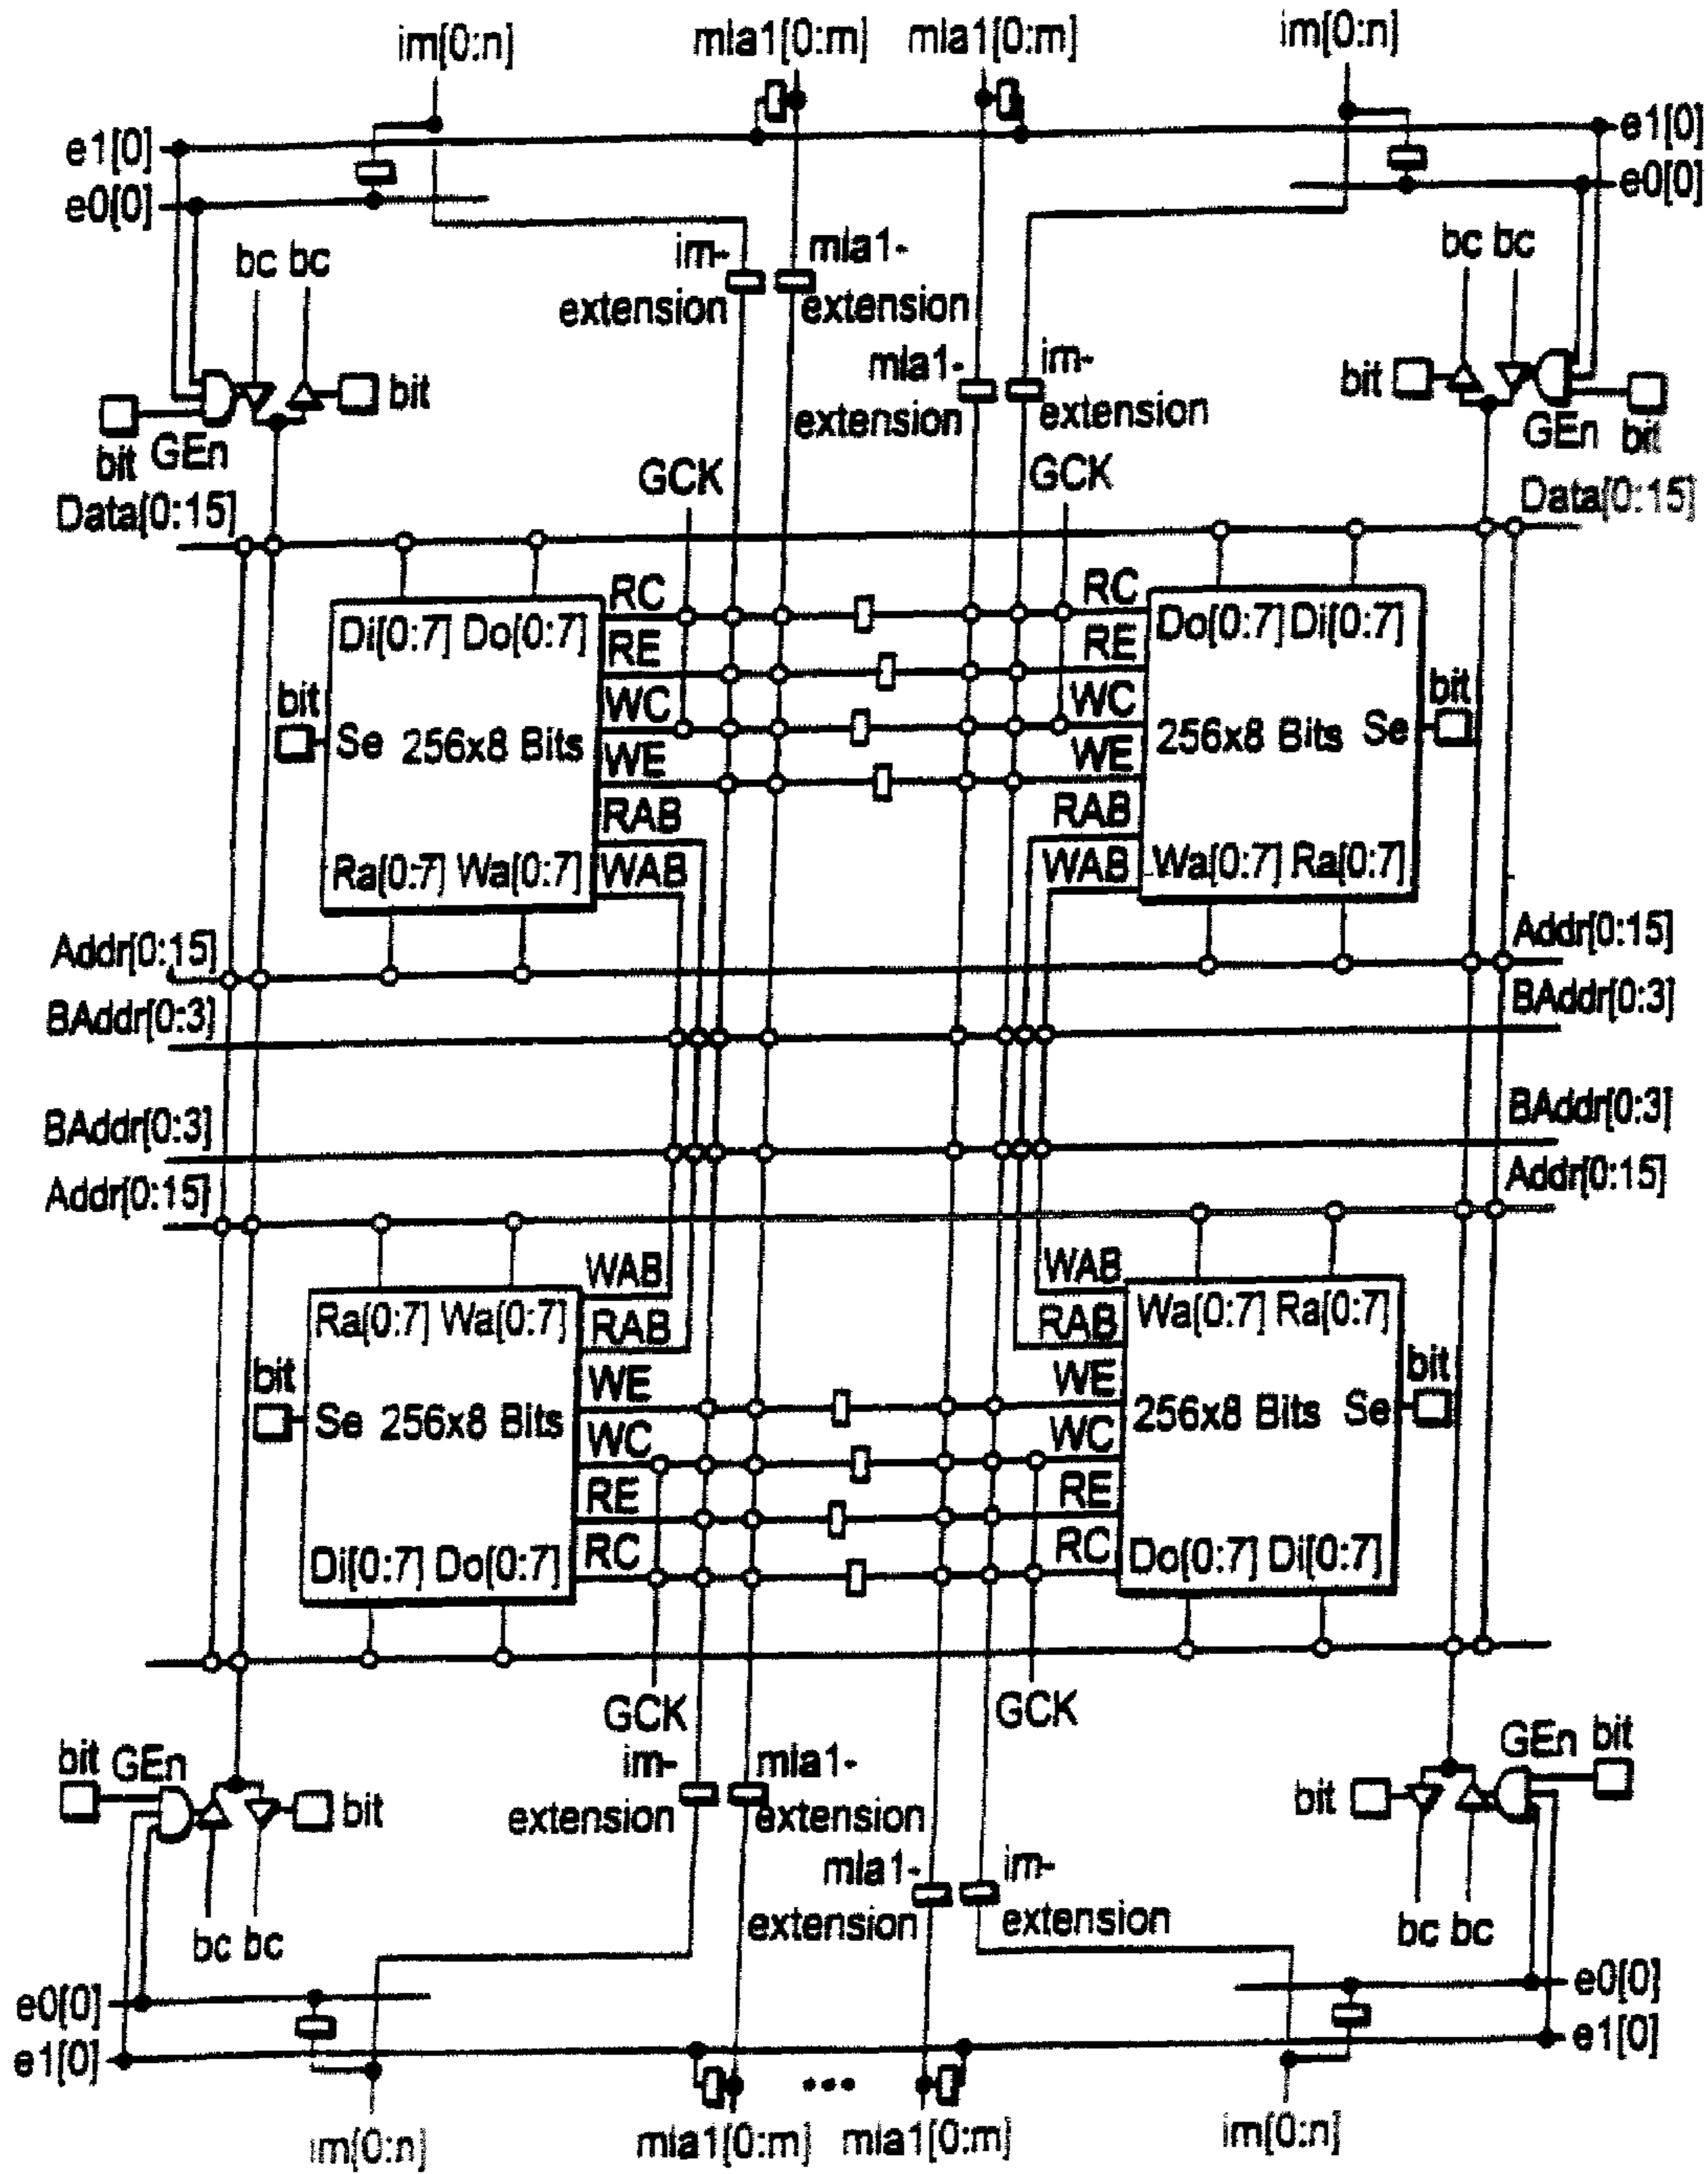 im[0:n] mla1[0:m] mla1[0:m] im[0:n]
e1[0] e1[0]
e0[0] e0[0]
bc bc im- mla1- bc bc
extension extension
mla1- im-
bit bit
extension extension
bit GEn GEn bit
GCK GCK
Data[0:15] Data[0:15]
RC RC
Di[0:7] Do[0:7] Do[0:7] Di[0:7]
RE RE
bit WC WC bit
Se 256x8 Bits 256x8 Bits Se
WE WE
RAB RAB
Ra[0:7] Wa[0:7] WAB WAB Wa[0:7] Ra[0:7]
Addr[0:15] Addr[0:15]
BAddr[0:3] BAddr[0:3]
BAddr[0:3] BAddr[0:3]
Addr[0:15] Addr[0:15]
WAB WAB
Ra[0:7] Wa[0:7] Wa[0:7] Ra[0:7]
RAB RAB
bit WE WE bit
Se 256x8 Bits 256x8 Bits Se
WC WC
RE RE
Di[0:7] Do[0:7] RC RC Do[0:7] Di[0:7]
GCK GCK
bit GEn im- mla1- GEn bit
bit extension extension bit
mla1- im-
extension extension
bc bc bc bc
e0[0] e0[0]
e1[0] e1[0]
...
im[0:n] mla1[0:m] mla1[0:m] im[0:n]